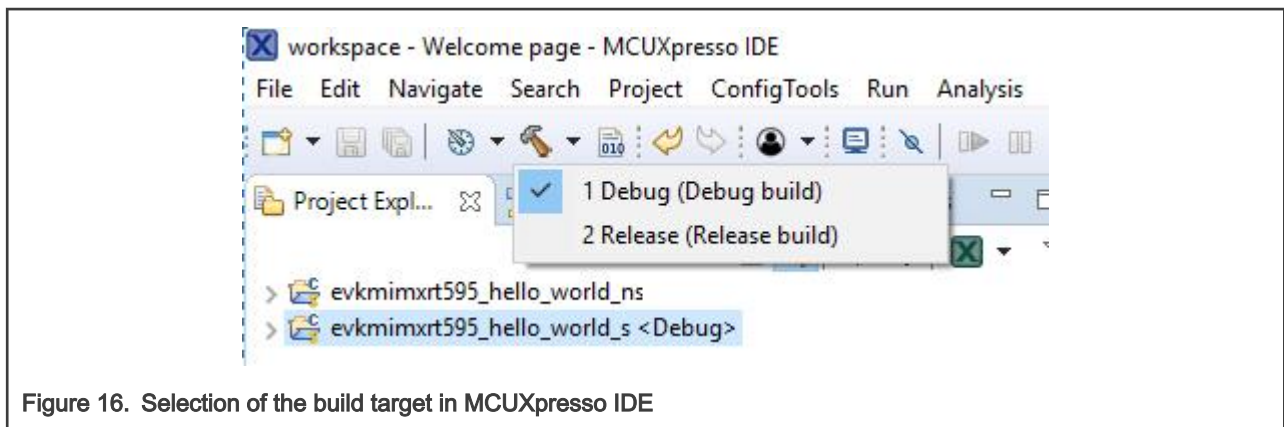 workspace - Welcome page - MCUXpresso IDE
File Edit Navigate Search Project ConfigTools Run Analysis
010
Project Expl...
1 Debug (Debug build)
2 Release (Release build)
evkmimxrt595_hello_world_ns
evkmimxrt595_hello_world_s <Debug>
Figure 16. Selection of the build target in MCUXpresso IDE